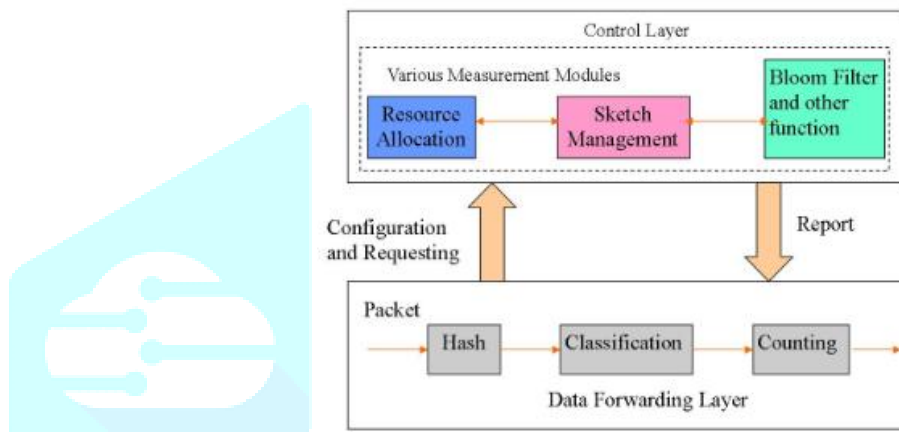 Control Layer
Various Measurement Modules
Resource
Allocation
Sketch
Management
Bloom Filter
and other
function
Configuration
and Requesting
Report
Packet
Hash
Classification
Counting
Data Forwarding Layer